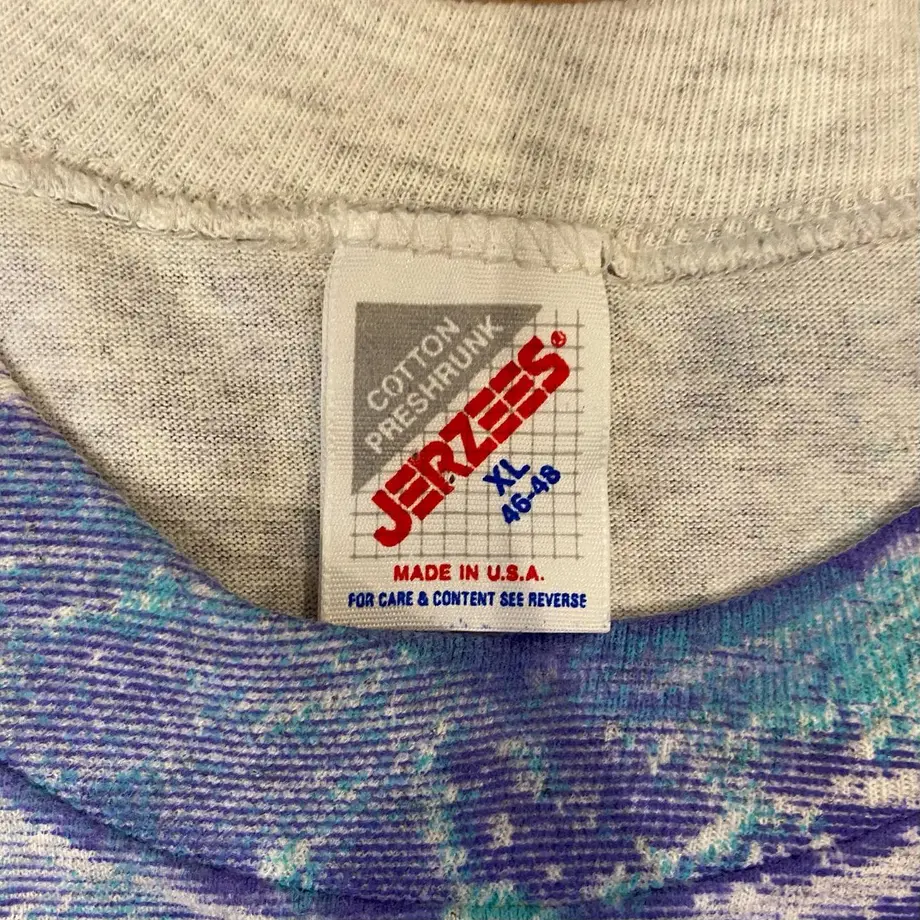 COTTON
PRESHRUNK
JERZEES®
XL
46-48
MADE IN U.S.A.
FOR CARE & CONTENT SEE REVERSE